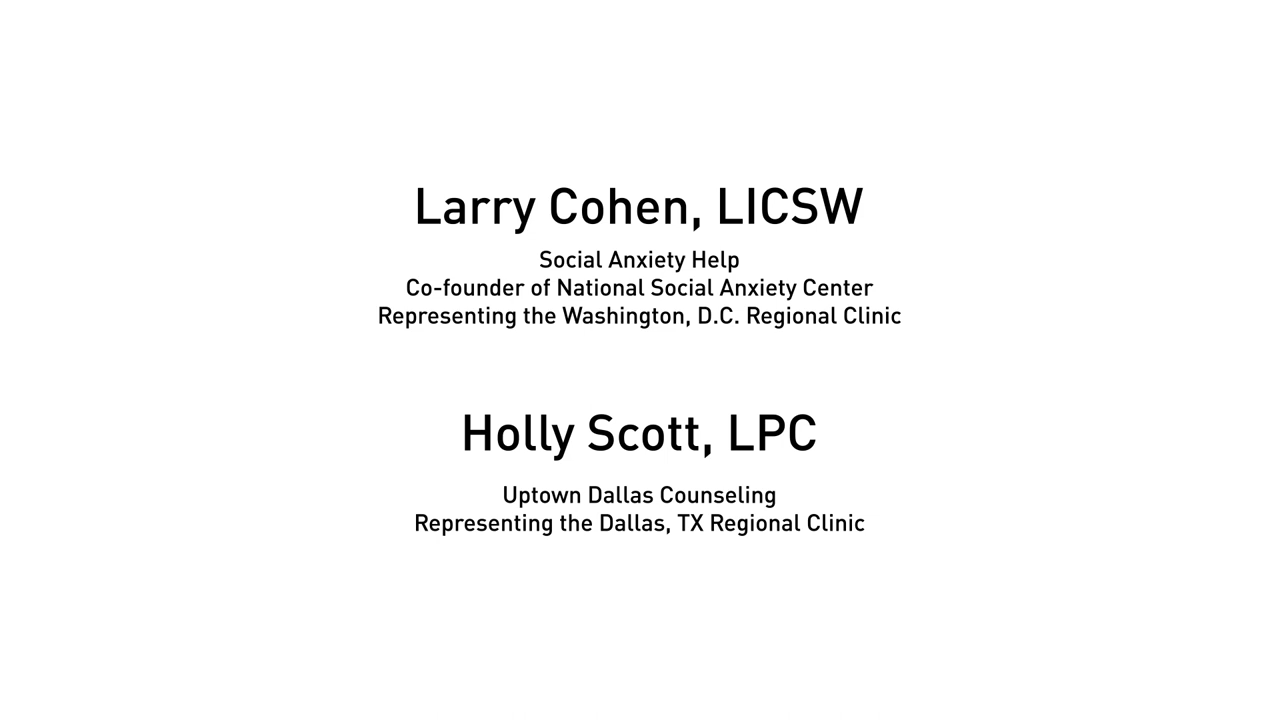 Larry Cohen, LICSW
Social Anxiety Help
Co-founder of National Social Anxiety Center
Representing the Washington, D.C. Regional Clinic
Holly Scott, LPC
Uptown Dallas Counseling
Representing the Dallas, TX Regional Clinic